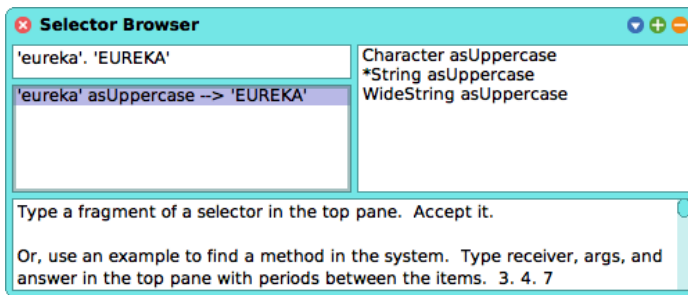 Selector Browser
'eureka'. 'EUREKA'
'eureka' asUppercase --> 'EUREKA'
Character asUppercase
*String asUppercase
WideString asUppercase
Type a fragment of a selector in the top pane.  Accept it.
Or, use an example to find a method in the system.  Type receiver, args, and
answer in the top pane with periods between the items.  3. 4. 7